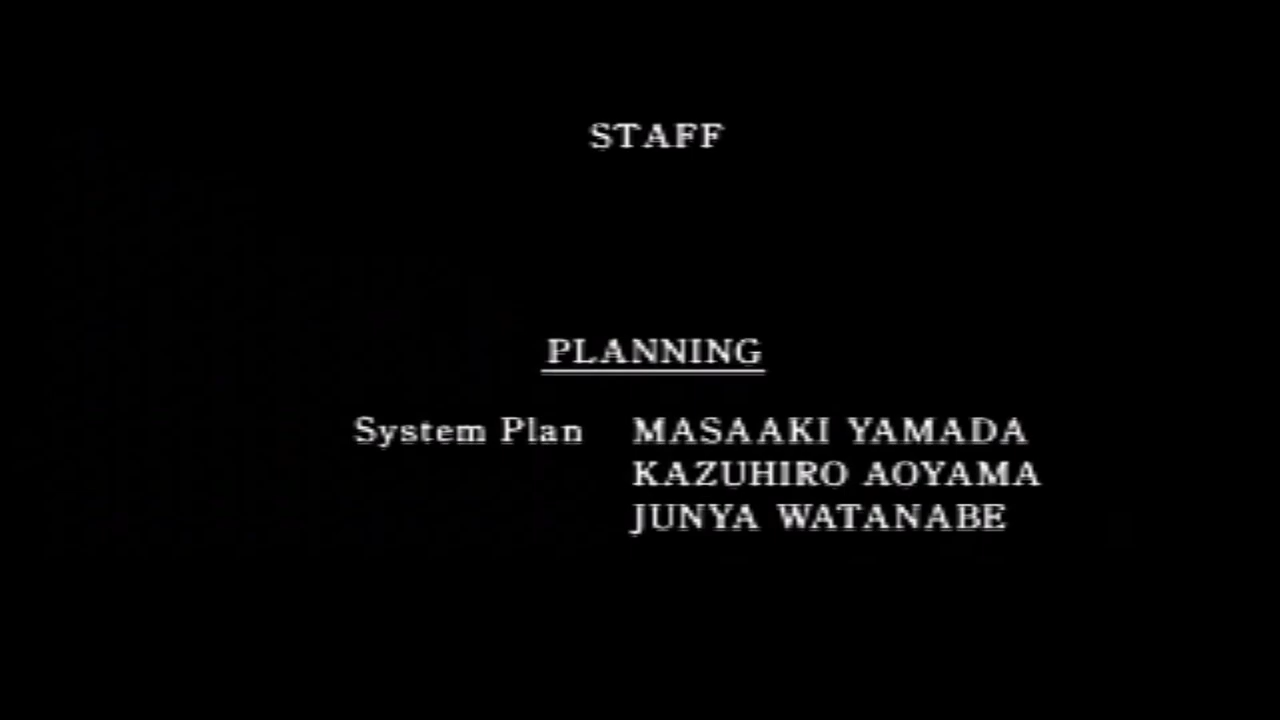 STAFF
PLANNING
System Plan MASAAKI YAMADA
KAZUHIRO AOYAMA
JUNYA WATANABE